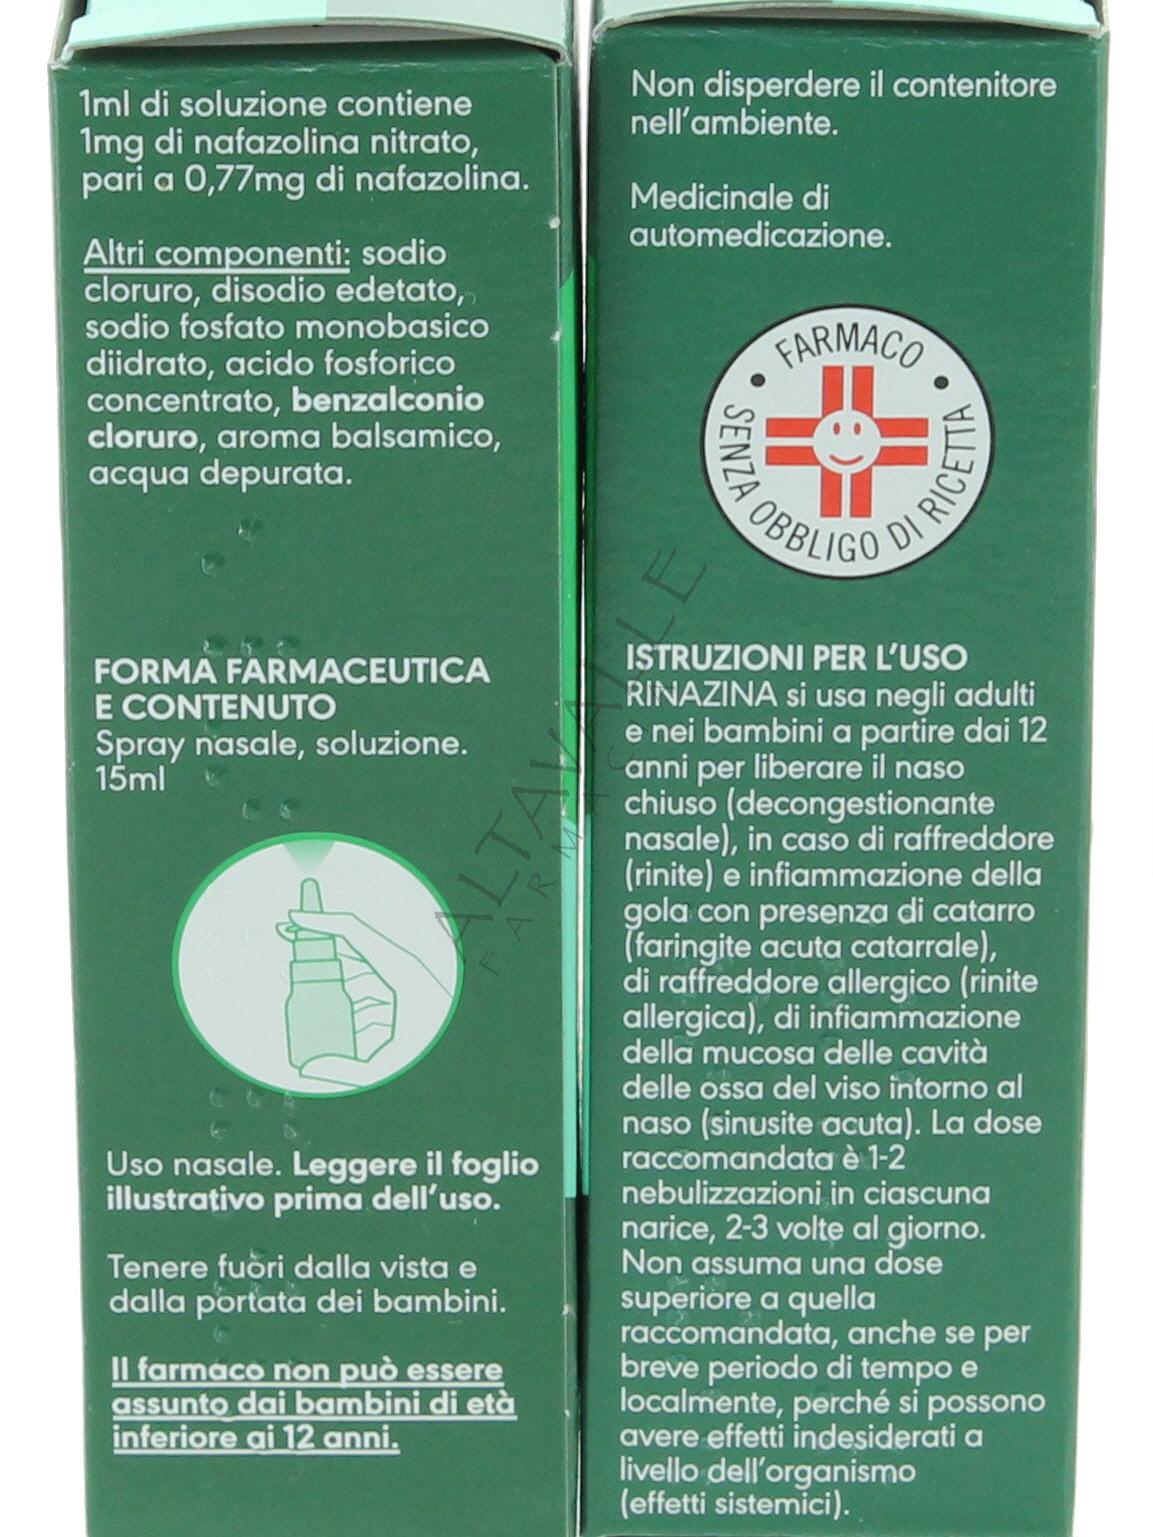 1ml di soluzione contiene
1mg di nafazolina nitrato,
pari a 0,77mg di nafazolina.
Altri componenti: sodio
cloruro, disodio edetato,
sodio fosfato monobasico
diidrato, acido fosforico
concentrato, benzalconio
cloruro, aroma balsamico,
acqua depurata.
FORMA FARMACEUTICA
E CONTENUTO
Spray nasale, soluzione.
15ml
Uso nasale. Leggere il foglio
illustrativo prima dell'uso.
Tenere fuori dalla vista e
dalla portata dei bambini.
Il farmaco non può essere
assunto dai bambini di età
inferiore ai 12 anni.
Non disperdere il contenitore
nell'ambiente.
Medicinale di
automedicazione.
FARMACO
SENZA OBBLIGO DI RICETTA
ISTRUZIONI PER L'USO
RINAZINA si usa negli adulti
e nei bambini a partire dai 12
anni per liberare il naso
chiuso (decongestionante
nasale), in caso di raffreddore
(rinite) e infiammazione della
gola con presenza di catarro
(faringite acuta catarrale),
di raffreddore allergico (rinite
allergica), di infiammazione
della mucosa delle cavità
delle ossa del viso intorno al
naso (sinusite acuta). La dose
raccomandata è 1-2
nebulizzazioni in ciascuna
narice, 2-3 volte al giorno.
Non assuma una dose
superiore a quella
raccomandata, anche se per
breve periodo di tempo e
localmente, perché si possono
avere effetti indesiderati a
livello dell'organismo
(effetti sistemici).
ALTAVALLE
FARMACIA